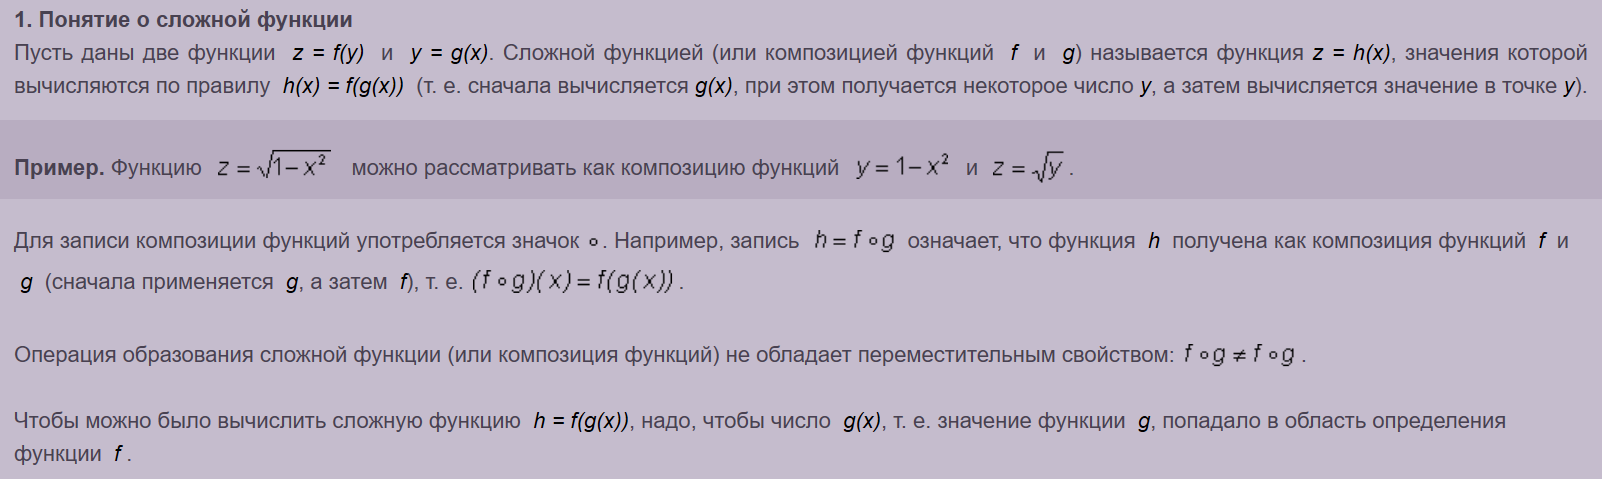 1. Понятие о сложной функции
Пусть даны две функции z = f(y) и y = g(x). Сложной функцией (или композицией функций f и g) называется функция z = h(x), значения которой
вычисляются по правилу h(x) = f(g(x)) (т. е. сначала вычисляется g(x), при этом получается некоторое число y, а затем вычисляется значение в точке y).
Пример. Функцию z = √1− x² можно рассматривать как композицию функций y = 1− x² и z = √y .
Для записи композиции функций употребляется значок ∘. Например, запись h = f ∘ g означает, что функция h получена как композиция функций f и
g (сначала применяется g, а затем f), т. е. (f ∘ g)(x) = f(g(x)) .
Операция образования сложной функции (или композиция функций) не обладает переместительным свойством: f ∘ g ≠ f ∘ g .
Чтобы можно было вычислить сложную функцию h = f(g(x)), надо, чтобы число g(x), т. е. значение функции g, попадало в область определения
функции f .